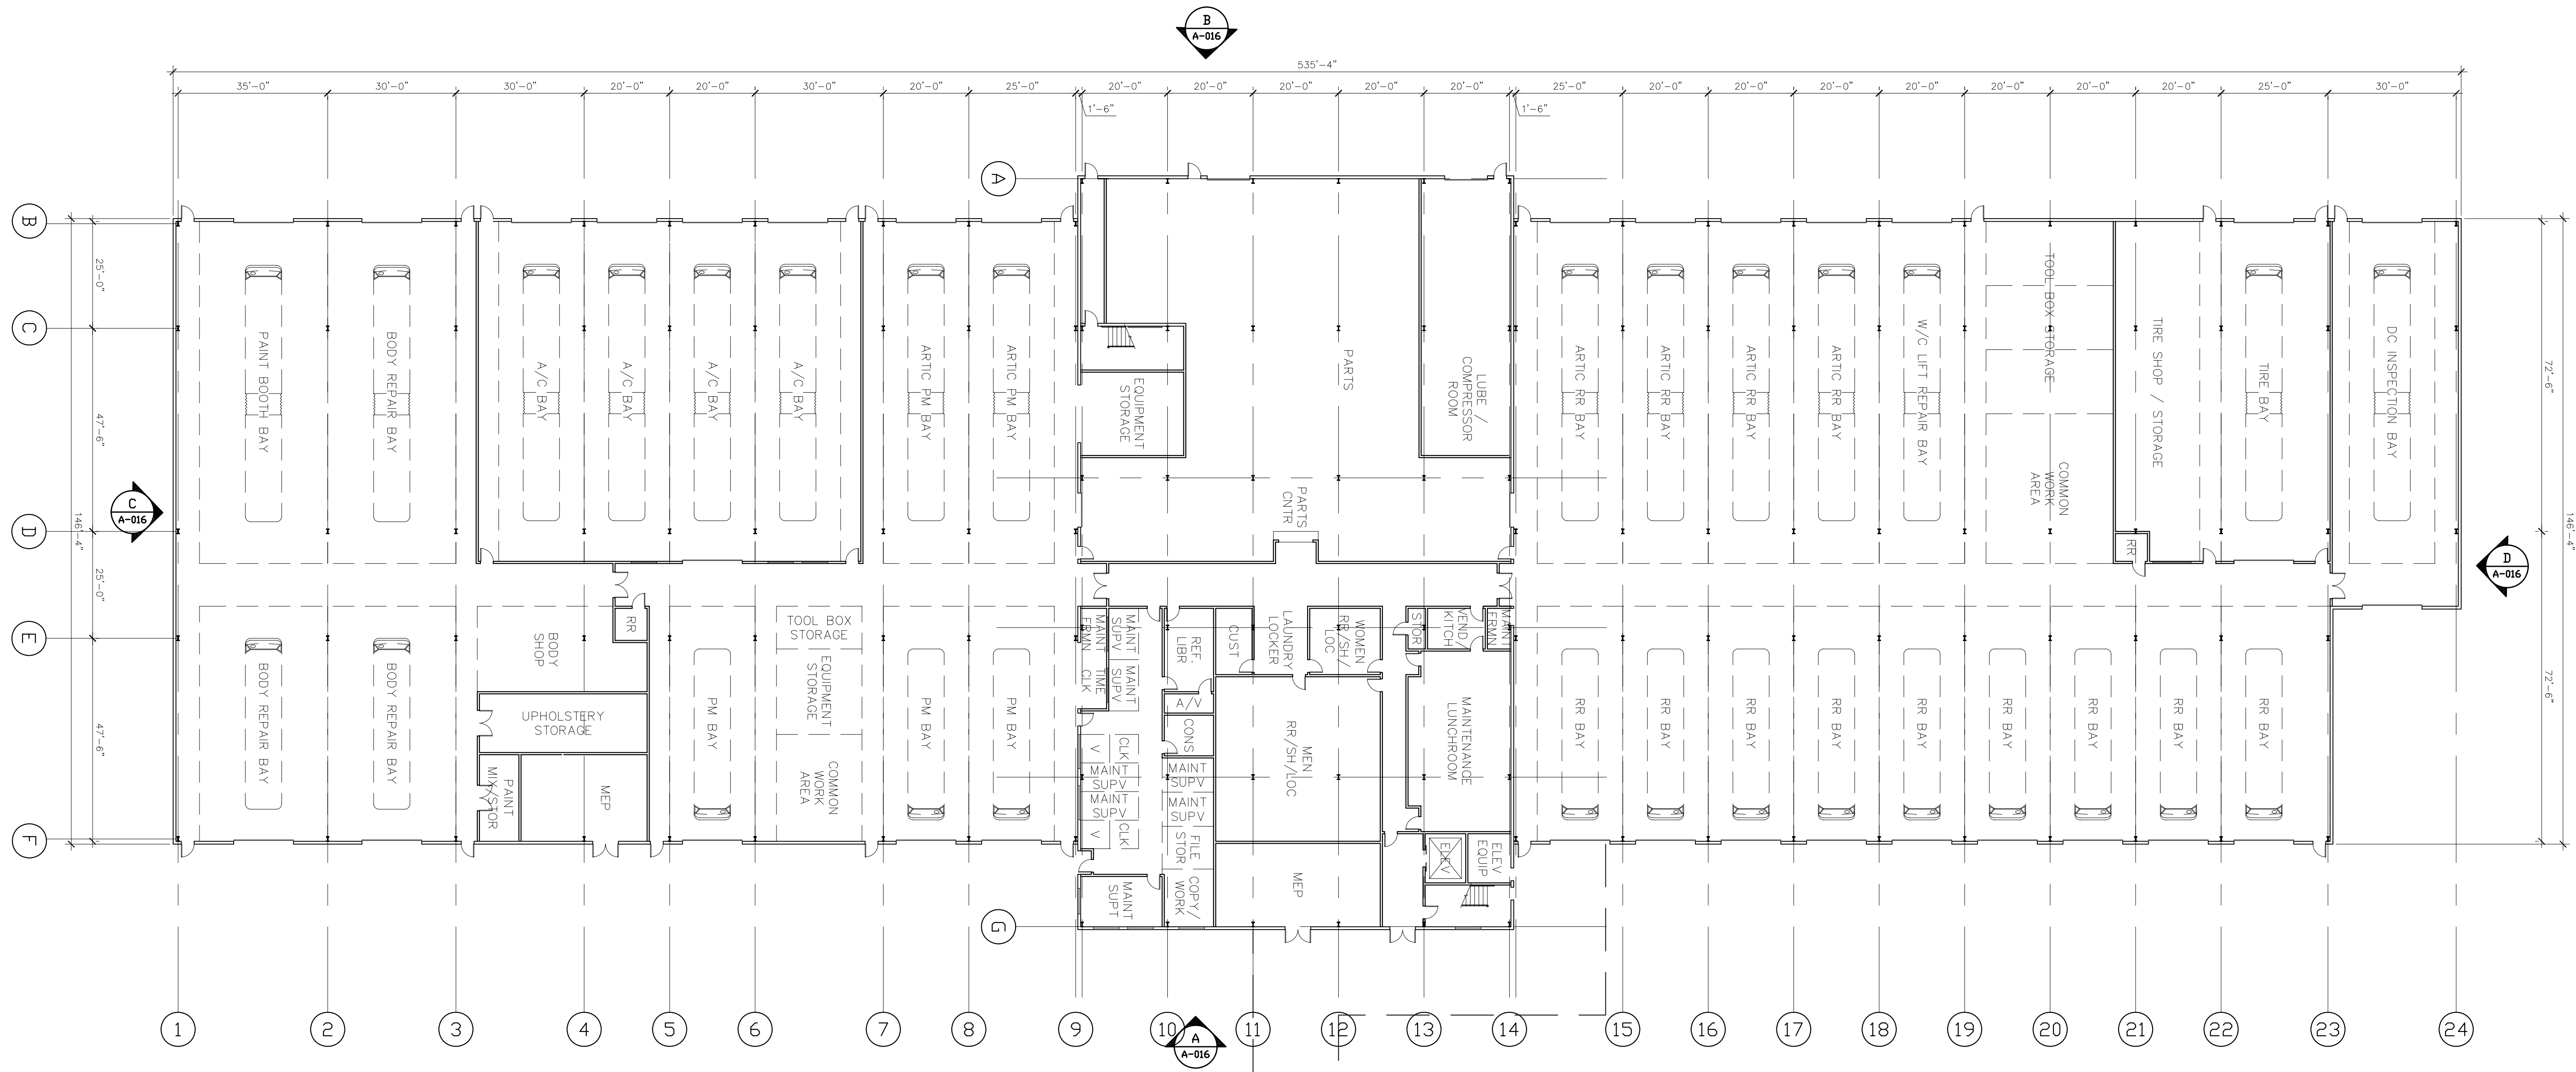 B
A-016
535'-4"
35'-0"
30'-0"
30'-0"
20'-0"
20'-0"
30'-0"
20'-0"
25'-0"
20'-0"
20'-0"
20'-0"
20'-0"
20'-0"
25'-0"
20'-0"
20'-0"
20'-0"
20'-0"
20'-0"
20'-0"
20'-0"
25'-0"
30'-0"
1'-6"
1'-6"
A
B
C
D
E
F
G
25'-0"
47'-6"
25'-0"
47'-6"
146'-4"
C
A-016
72'-6"
72'-6"
146'-4"
D
A-016
PAINT BOOTH BAY
BODY REPAIR BAY
A/C BAY
A/C BAY
A/C BAY
A/C BAY
ARTIC PM BAY
ARTIC PM BAY
EQUIPMENT
STORAGE
PARTS
LUBE /
COMPRESSOR
ROOM
PARTS
CNTR
ARTIC RR BAY
ARTIC RR BAY
ARTIC RR BAY
ARTIC RR BAY
W/C LIFT REPAIR BAY
TOOL BOX STORAGE
COMMON
WORK
AREA
TIRE SHOP / STORAGE
RR
TIRE BAY
DC INSPECTION BAY
BODY REPAIR BAY
BODY REPAIR BAY
BODY
SHOP
RR
UPHOLSTERY
STORAGE
PAINT
MIX/STOR
MEP
PM BAY
TOOL BOX
STORAGE
EQUIPMENT
STORAGE
COMMON
WORK
AREA
PM BAY
PM BAY
MAINT
FRMN
TIME
CLK
MAINT
SUPV
MAINT
SUPV
REF.
LIBR
A/V
CONS
CUST
LAUNDRY
LOCKER
WOMEN
RR/SH/
LOC
STOR
VEND/
KITCH
MAINT
FRMN
CLK
V
MAINT
SUPV
MAINT
SUPV
CLK
V
MAINT
SUPV
MAINT
SUPV
FILE
STOR
COPY/
WORK
MAINT
SUPT
MEN
RR/SH/LOC
MEP
MAINTENANCE
LUNCHROOM
ELEV
ELEV
EQUIP
RR BAY
RR BAY
RR BAY
RR BAY
RR BAY
RR BAY
RR BAY
RR BAY
RR BAY
1
2
3
4
5
6
7
8
9
10
11
12
13
14
15
16
17
18
19
20
21
22
23
24
A
A-016